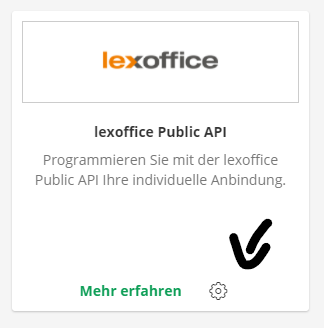 lexoffice
lexoffice Public API
Programmieren Sie mit der lexoffice
Public API Ihre individuelle Anbindung.
Mehr erfahren